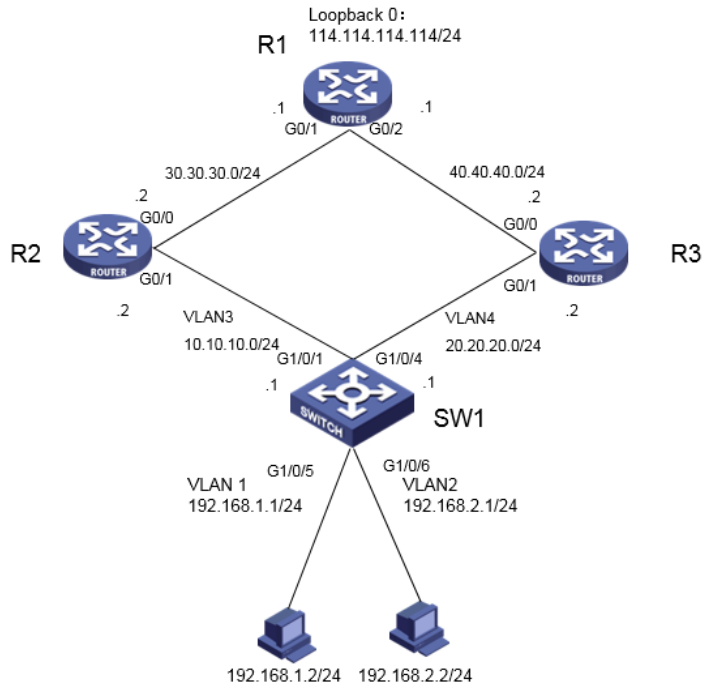 Loopback 0：
114.114.114.114/24
R1
.1
.1
G0/1
G0/2
ROUTER
30.30.30.0/24
40.40.40.0/24
.2
.2
G0/0
G0/0
R2
ROUTER
ROUTER
R3
G0/1
G0/1
.2
.2
VLAN3
VLAN4
10.10.10.0/24
20.20.20.0/24
G1/0/1
G1/0/4
.1
.1
SWITCH
SW1
G1/0/5
G1/0/6
VLAN 1
VLAN2
192.168.1.1/24
192.168.2.1/24
192.168.1.2/24
192.168.2.2/24